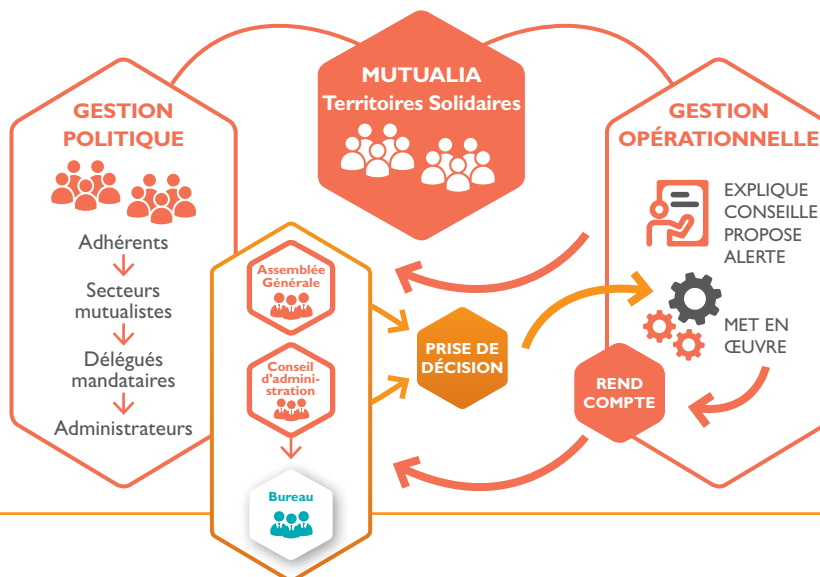 MUTUALIA
Territoires Solidaires
GESTION
POLITIQUE
Adhérents
Secteurs
mutualistes
Délégués
mandataires
Administrateurs
Assemblée
Générale
Conseil
d'admini-
stration
Bureau
PRISE DE
DÉCISION
GESTION
OPÉRATIONNELLE
EXPLIQUE
CONSEILLE
PROPOSE
ALERTE
MET EN
ŒUVRE
REND
COMPTE